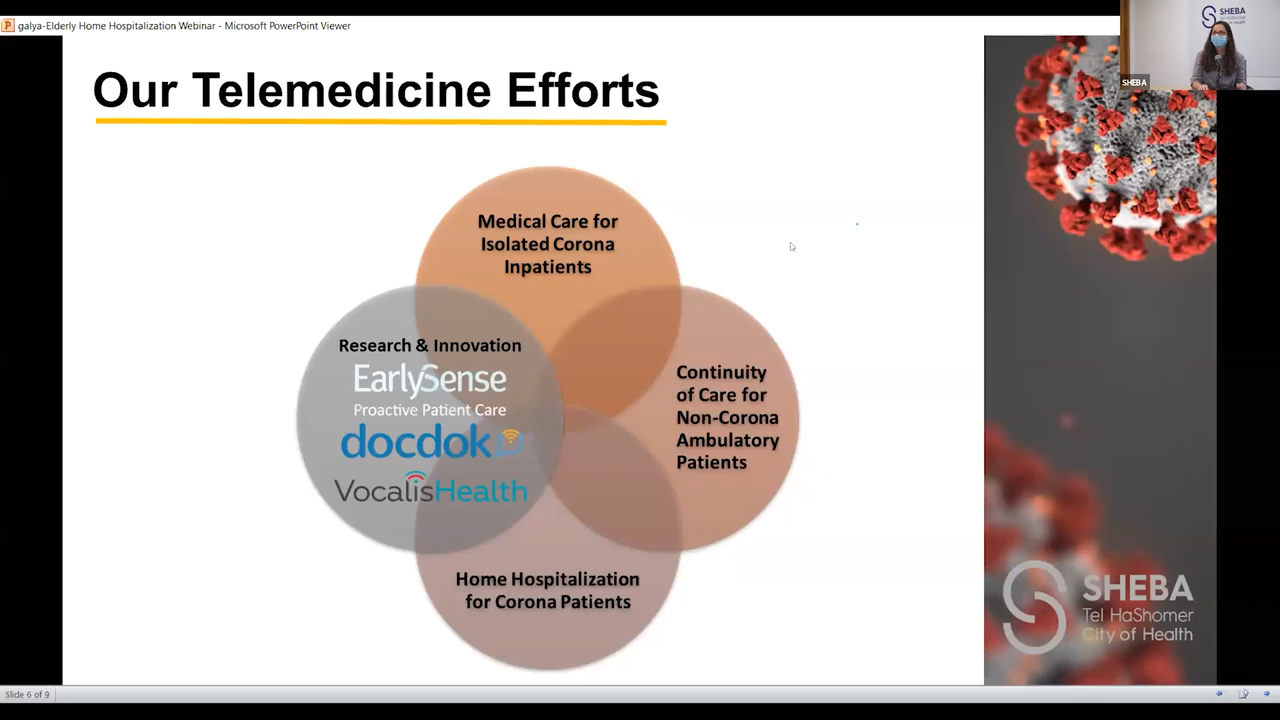 galya-Elderly Home Hospitalization Webinar - Microsoft PowerPoint Viewer
SHEBA
Tel HaShomer
SHEBA
Our Telemedicine Efforts
Medical Care for
Isolated Corona
Inpatients
Research & Innovation
EarlySense
Proactive Patient Care
docdok
VocalisHealth
Continuity
of Care for
Non-Corona
Ambulatory
Patients
Home Hospitalization
for Corona Patients
SHEBA
Tel HaShomer
City of Health
Slide 6 of 9